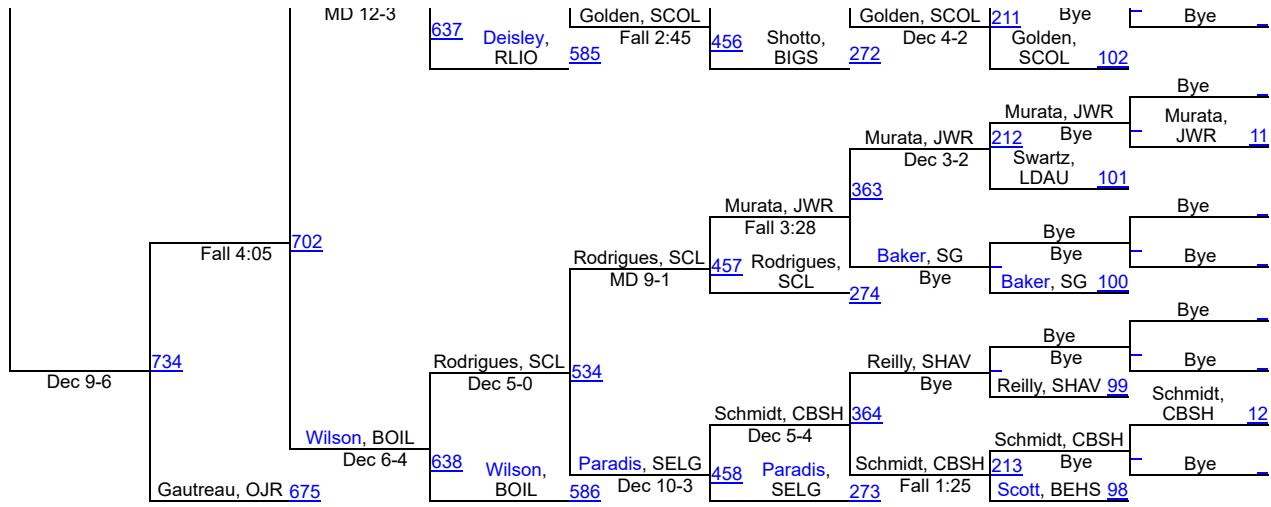 MD 12-3
Golden, SCOL
Golden, SCOL
211
Bye
Bye
637
Deisley,
RLIO
585
Fall 2:45
456
Shotto,
BIGS
272
Dec 4-2
Golden,
SCOL
102
Bye
Murata, JWR
Murata,
JWR
11
Murata, JWR
212
Bye
Dec 3-2
Swartz,
LDAU
101
363
Murata, JWR
Bye
Fall 3:28
Bye
702
Fall 4:05
Rodrigues, SCL
457
Rodrigues,
SCL
274
Baker, SG
Bye
Bye
Bye
MD 9-1
Baker, SG
100
Bye
Bye
734
Dec 9-6
Rodrigues, SCL
534
Dec 5-0
Reilly, SHAV
Bye
Bye
Bye
Reilly, SHAV
99
Schmidt,
CBSH
12
Schmidt, CBSH
364
Dec 5-4
Wilson, BOIL
Dec 6-4
Schmidt, CBSH
638
Wilson,
BOIL
586
Paradis, SELG
458
Dec 10-3
Paradis,
SELG
273
Schmidt, CBSH
213
Bye
Bye
Fall 1:25
Gautreau, OJR
675
Scott, BEHS
98